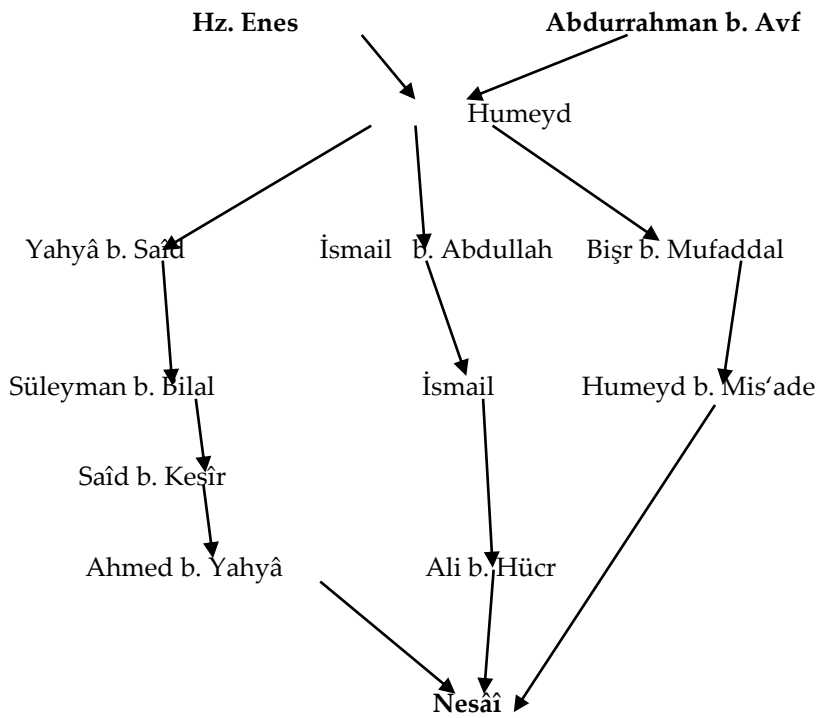 Hz. Enes Abdurrahman b. Avf
Humeyd
Yahyâ b. Saîd İsmail b. Abdullah Bişr b. Mufaddal
Süleyman b. Bilal İsmail Humeyd b. Mis‘ade
Saîd b. Kesîr
Ahmed b. Yahyâ Ali b. Hücr
Nesâî